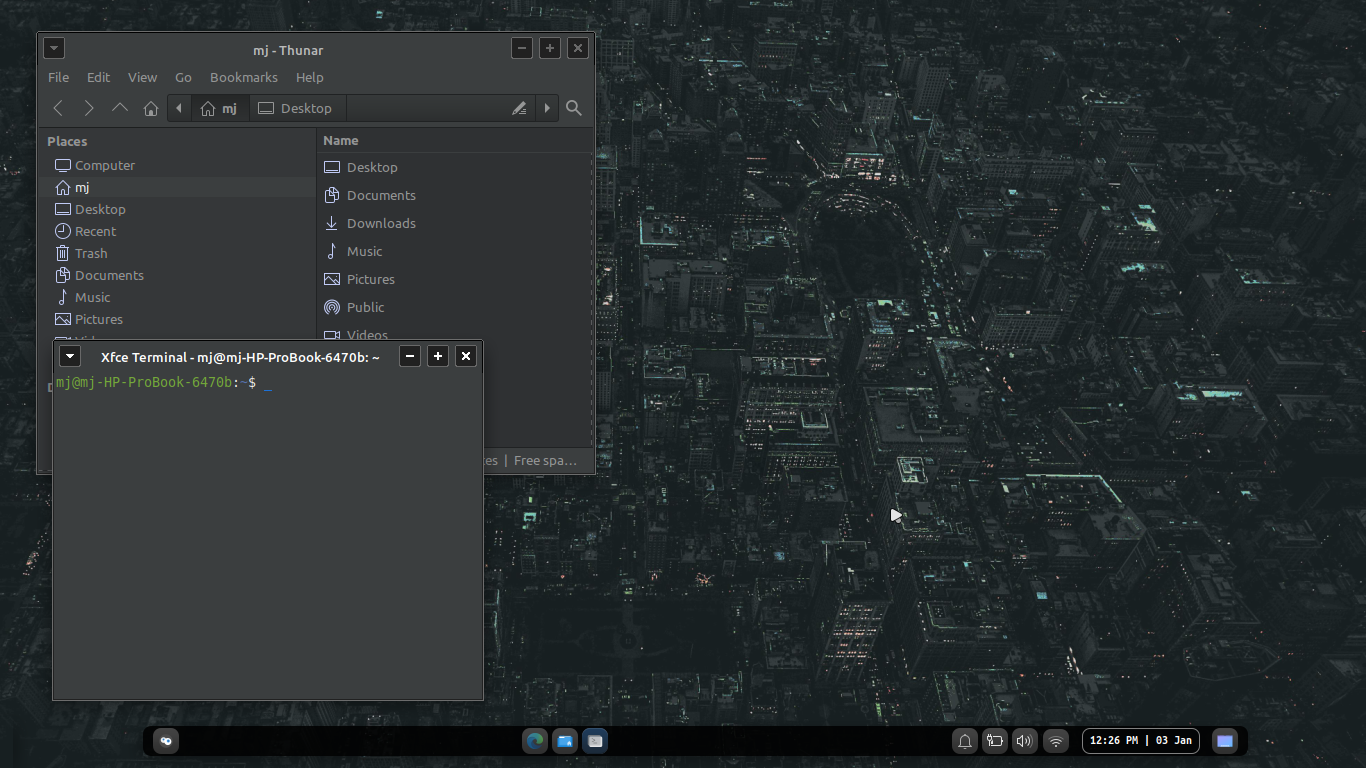 mj - Thunar
File Edit View Go Bookmarks Help
mj Desktop
Places
Computer
mj
Desktop
Recent
Trash
Documents
Music
Pictures
Name
Desktop
Documents
Downloads
Music
Pictures
Public
Videos
| Free spa…
Xfce Terminal - mj@mj-HP-ProBook-6470b: ~
mj@mj-HP-ProBook-6470b:~$ _
12:26 PM | 03 Jan